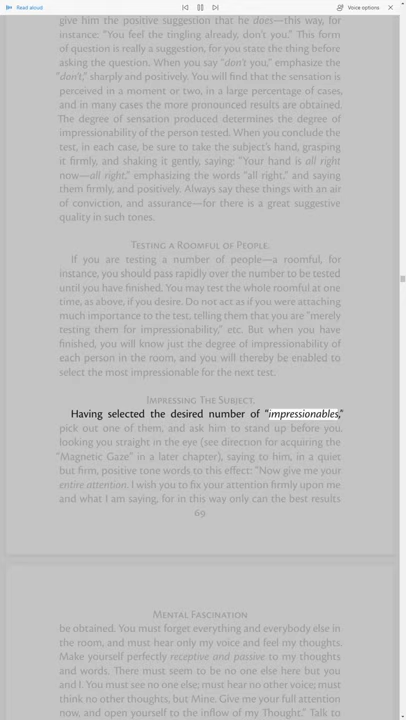 Read aloud
Voice options
give him the positive suggestion that he does—this way, for
instance: "You feel the tingling already, don't you." This form
of question is really a suggestion, for you state the thing before
asking the question. When you say "don't you," emphasize the
"don't," sharply and positively. You will find that the sensation is
perceived in a moment or two, in a large percentage of cases,
and in many cases the more pronounced results are obtained.
The degree of sensation produced determines the degree of
impressionability of the person tested. When you conclude the
test, in each case, be sure to take the subject's hand, grasping
it firmly, and shaking it gently, saying: "Your hand is all right
now—all right," emphasizing the words "all right," and saying
them firmly, and positively. Always say these things with an air
of conviction, and assurance—for there is a great suggestive
quality in such tones.
Testing a Roomful of People.
If you are testing a number of people—a roomful, for
instance, you should pass rapidly over the number to be tested
until you have finished. You may test the whole roomful at one
time, as above, if you desire. Do not act as if you were attaching
much importance to the test, telling them that you are "merely
testing them for impressionability," etc. But when you have
finished, you will know just the degree of impressionability of
each person in the room, and you will thereby be enabled to
select the most impressible for the next test.
Impressing The Subject.
Having selected the desired number of "impressionables,"
pick out one of them, and ask him to stand up before you,
looking you straight in the eye (see direction for acquiring the
"Magnetic Gaze" in a later chapter), saying to him, in a quiet
but firm, positive tone words to this effect: "Now give me your
entire attention. I wish you to fix your attention firmly upon me
and what I am saying, for in this way only can the best results
69
Mental Fascination
be obtained. You must forget everything and everybody else in
the room, and must hear only my voice and feel my thoughts.
Make yourself perfectly receptive and passive to my thoughts
and words. There must seem to be no one else here but you
and I. You must see no one else; must hear no other voice; must
think no other thoughts, but Mine. Give me your full attention
now, and open yourself to the inflow of my Thought." Talk to